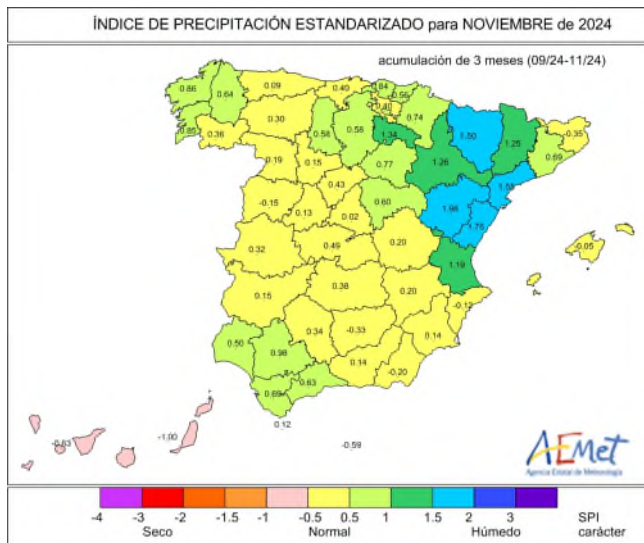 ÍNDICE DE PRECIPITACIÓN ESTANDARIZADO para NOVIEMBRE de 2024
acumulación de 3 meses (09/24-11/24)
0.86 0.64 0.09 0.40 .84 -0.56
0.85 0.36 0.30 0.58 0.58 1.34 0.40 0.74 1.50 1.25 -0.35
0.69
0.19 0.15 0.77 1.26
-0.15 0.13 0.43 0.60 1.96
0.02 1.75
0.32 0.49 0.20 1.19 -0.05
0.15 0.38 0.20 -0.12
0.50 0.98 0.34 -0.33 0.14
0.69 0.63 0.14 -0.20
0.12
-0.63 -1.00 -0.59
AEMet
Agencia Estatal de Meteorología
-4 -3 -2 -1.5 -1 -0.5 0.5 1 1.5 2 3 SPI
Seco Normal Húmedo carácter